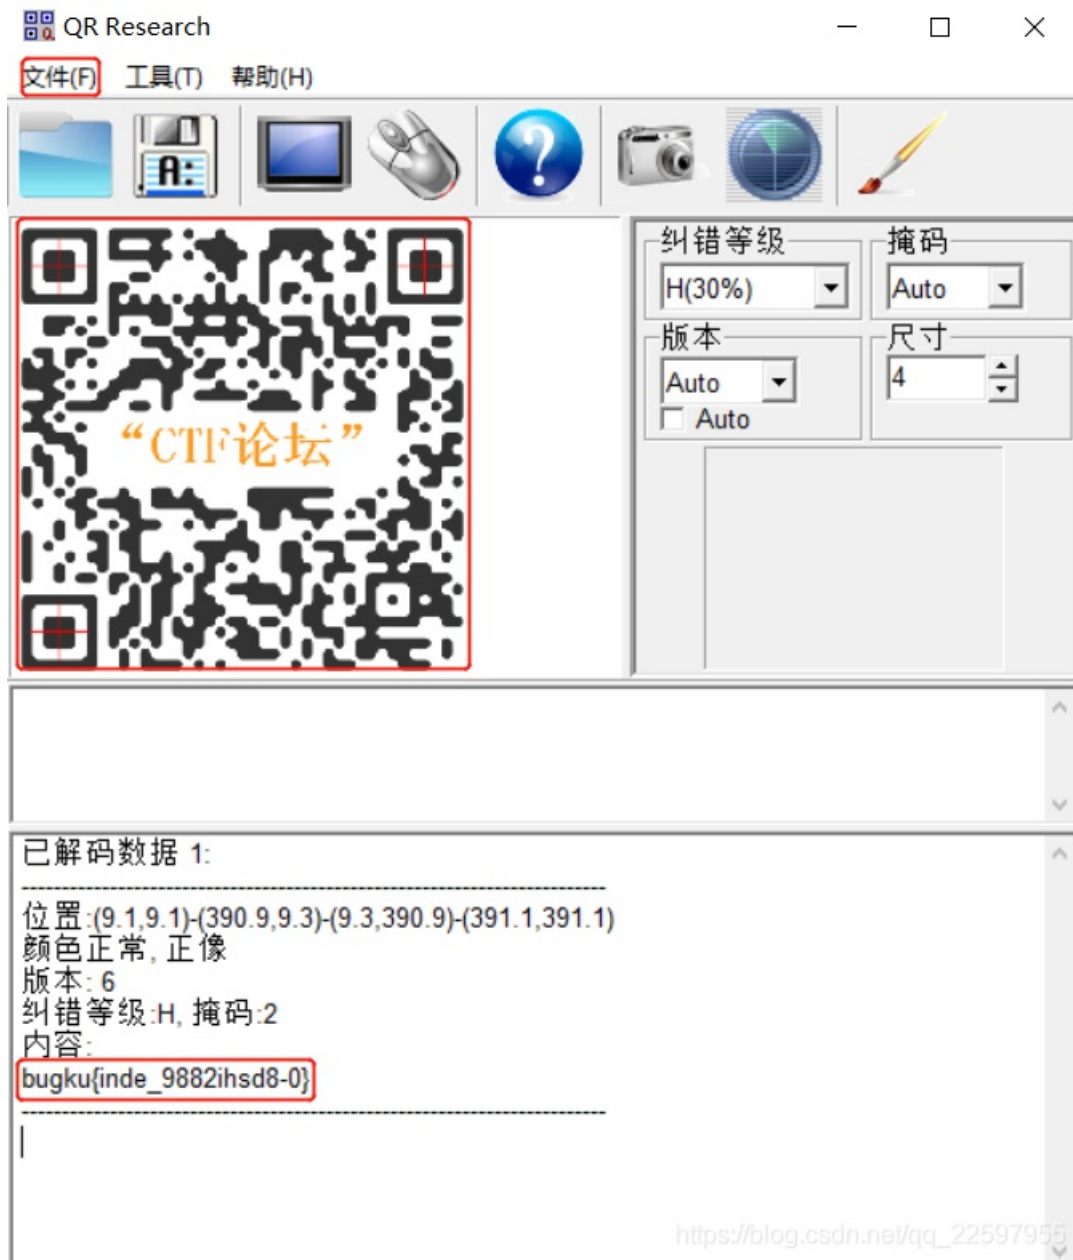 QR Research
文件(F) 工具(T) 帮助(H)
A:
纠错等级 掩码
H(30%) Auto
版本 尺寸
Auto 4
Auto
“CTF论坛”
已解码数据 1:
位置:(9.1,9.1)-(390.9,9.3)-(9.3,390.9)-(391.1,391.1)
颜色正常, 正像
版本: 6
纠错等级:H, 掩码:2
内容:
bugku{inde_9882ihsd8-0}
https://blog.csdn.net/qq_22597955